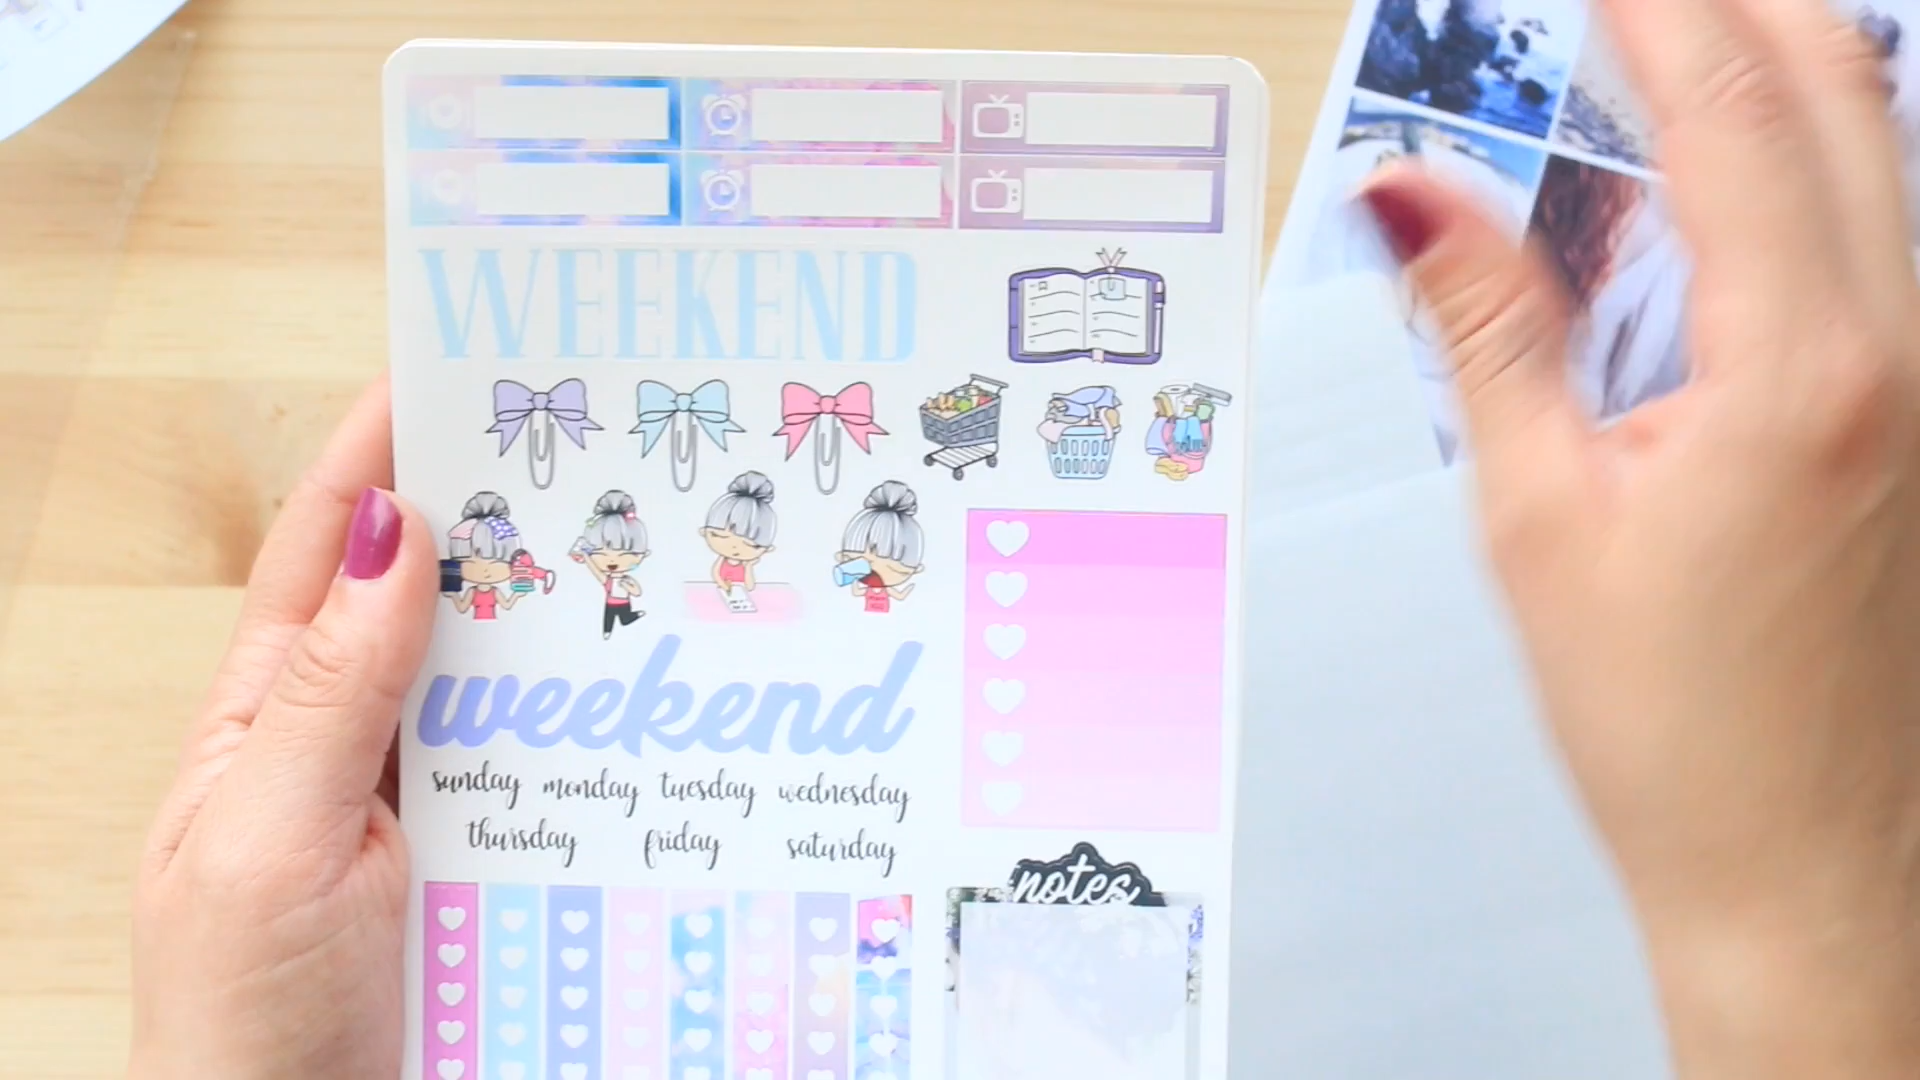 WEEKEND
weekend
sunday monday tuesday wednesday
thursday friday saturday
notes